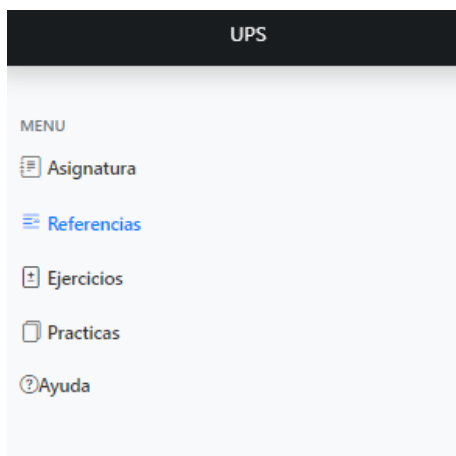 UPS
MENU
Asignatura
Referencias
Ejercicios
Practicas
Ayuda